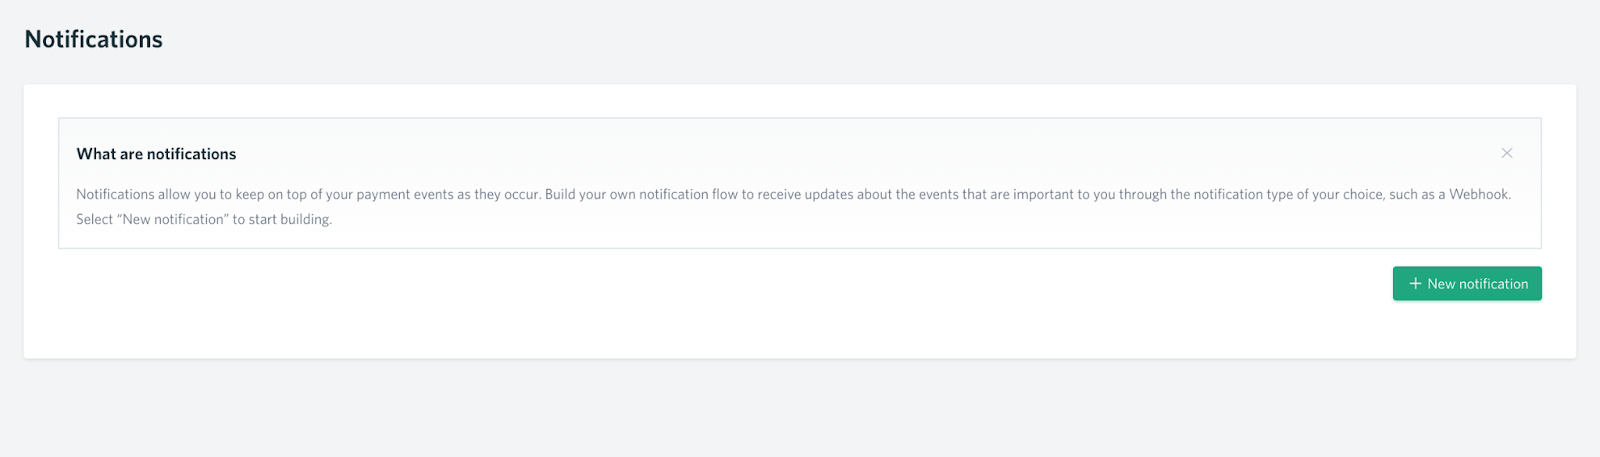 Notifications
What are notifications
Notifications allow you to keep on top of your payment events as they occur. Build your own notification flow to receive updates about the events that are important to you through the notification type of your choice, such as a Webhook.
Select “New notification” to start building.
New notification